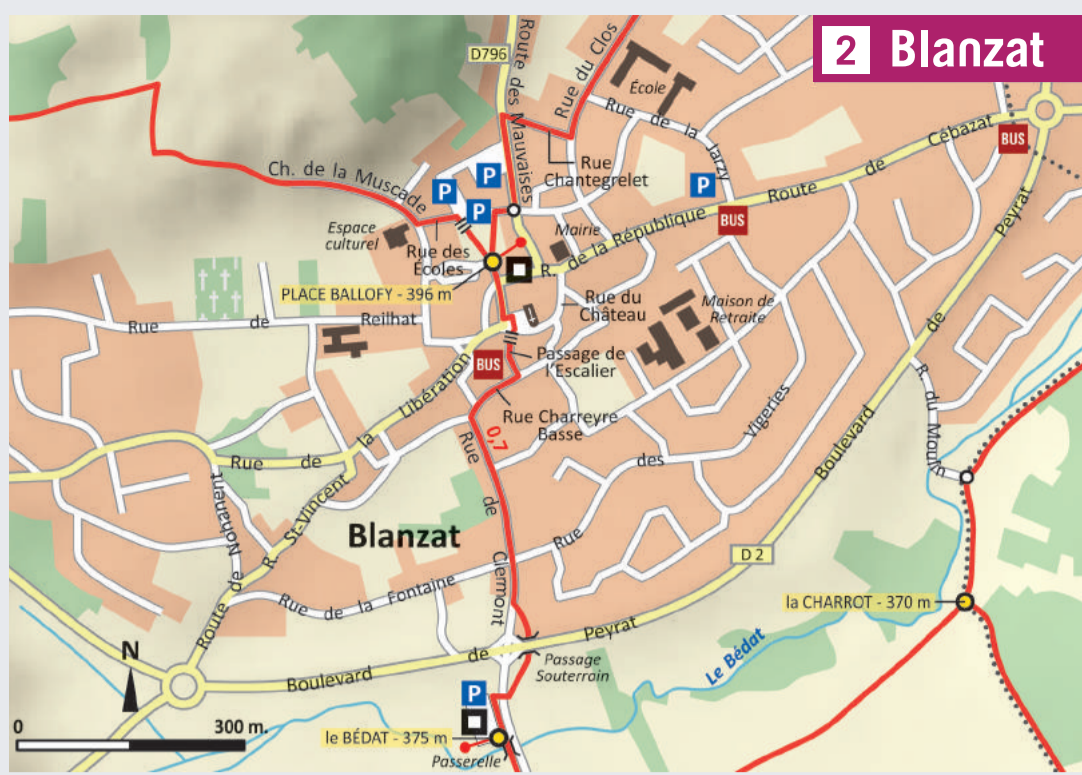 2 Blanzat
D796
Route des Mauvaises
Rue du Clos
École
Rue de la Jarzy
Rue
Chantegrelet
Route de Cébazat
BUS
P
P
P
P
BUS
Ch. de la Muscade
Espace
culturel
Rue des
Écoles
Mairie
R. de la République
PLACE BALLOFY - 396 m
Rue du
Château
Maison de
Retraite
Rue de Reilhat
Passage de
l'Escalier
BUS
Rue de la Libération
Rue Charreyre
Basse
0,7
Rue de Clermont
Rue des Vigeries
Boulevard de Peyrat
R. du Moulin
R. St-Vincent
Route de Nohanent
Blanzat
Rue de la Fontaine
D 2
la CHARROT - 370 m
Boulevard de Peyrat
Passage
Souterrain
Le Bédat
N
P
0 300 m.
le BÉDAT - 375 m
Passerelle